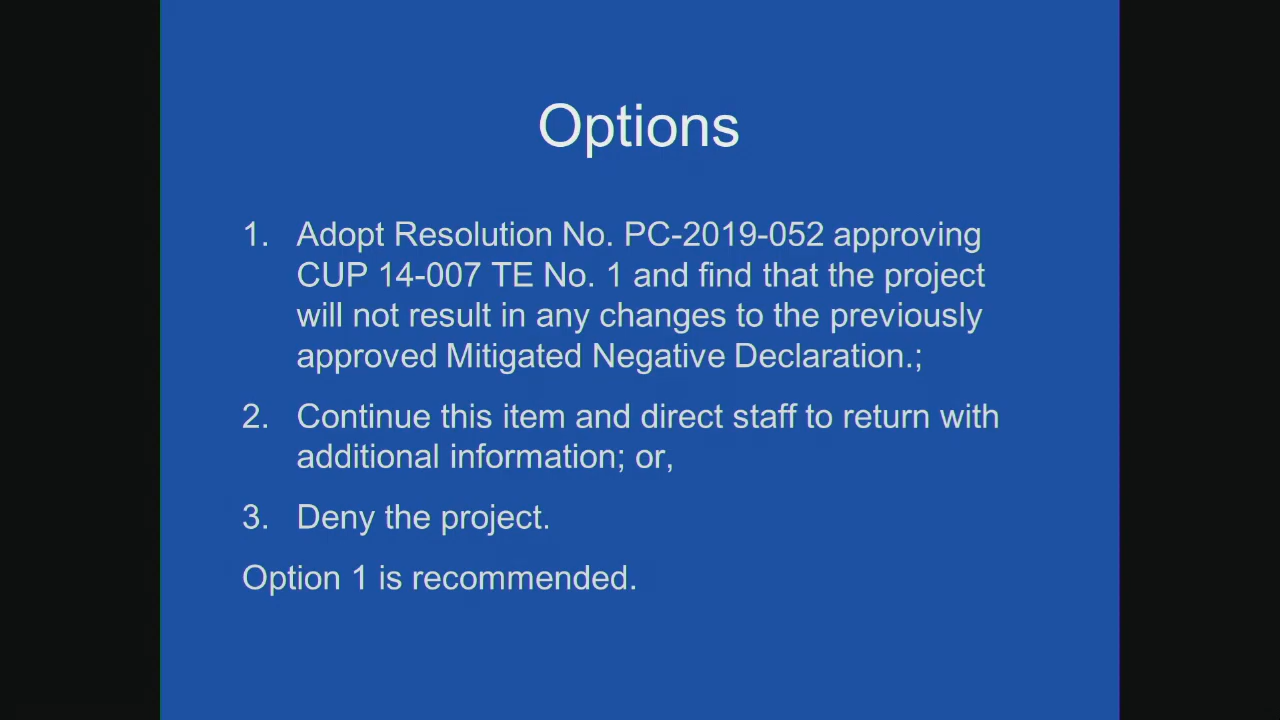 Options
1. Adopt Resolution No. PC-2019-052 approving
CUP 14-007 TE No. 1 and find that the project
will not result in any changes to the previously
approved Mitigated Negative Declaration.;
2. Continue this item and direct staff to return with
additional information; or,
3. Deny the project.
Option 1 is recommended.